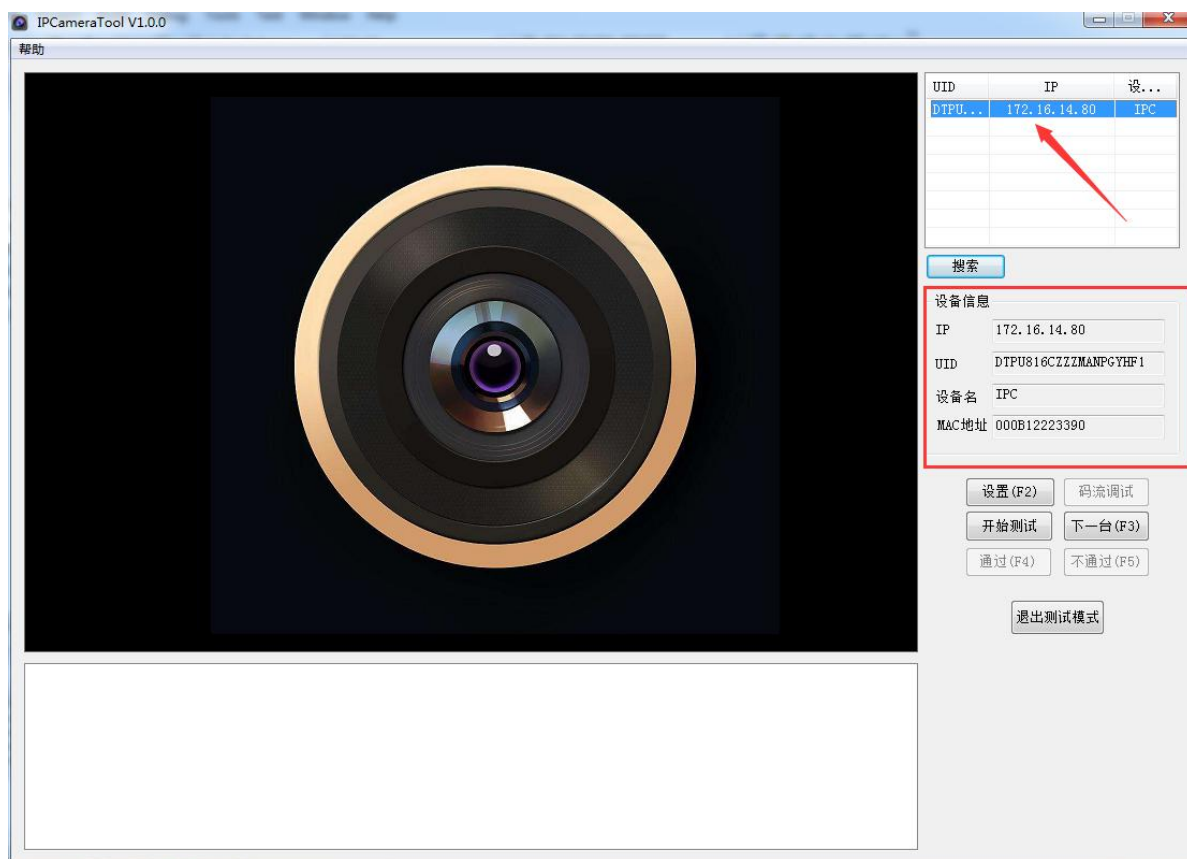 IPCameraTool V1.0.0
帮助
UID IP 设...
DTPU... 172.16.14.80 IPC
搜索
设备信息
IP 172.16.14.80
UID DTPU816CZZZMANPGYHF1
设备名 IPC
MAC地址 000B12223390
设置(F2) 码流调试
开始测试 下一台(F3)
通过(F4) 不通过(F5)
退出测试模式